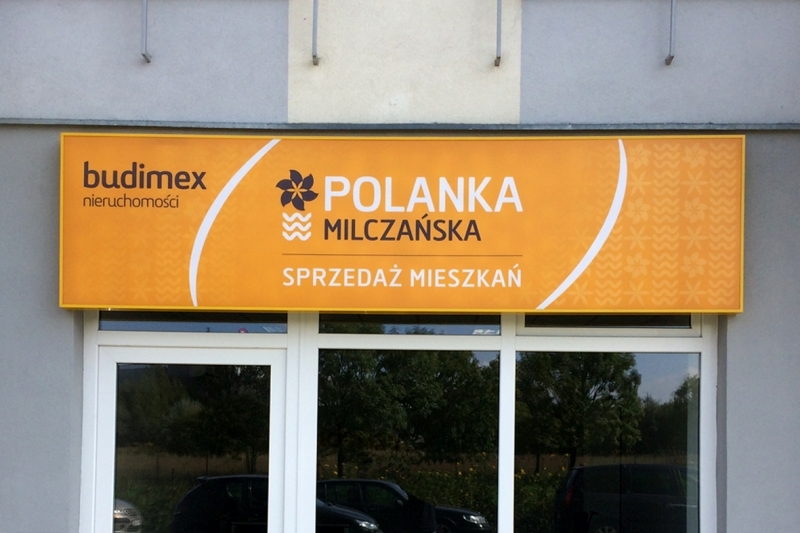 budimex
nieruchomości
POLANKA
MILCZAŃSKA
SPRZEDAŻ MIESZKAŃ